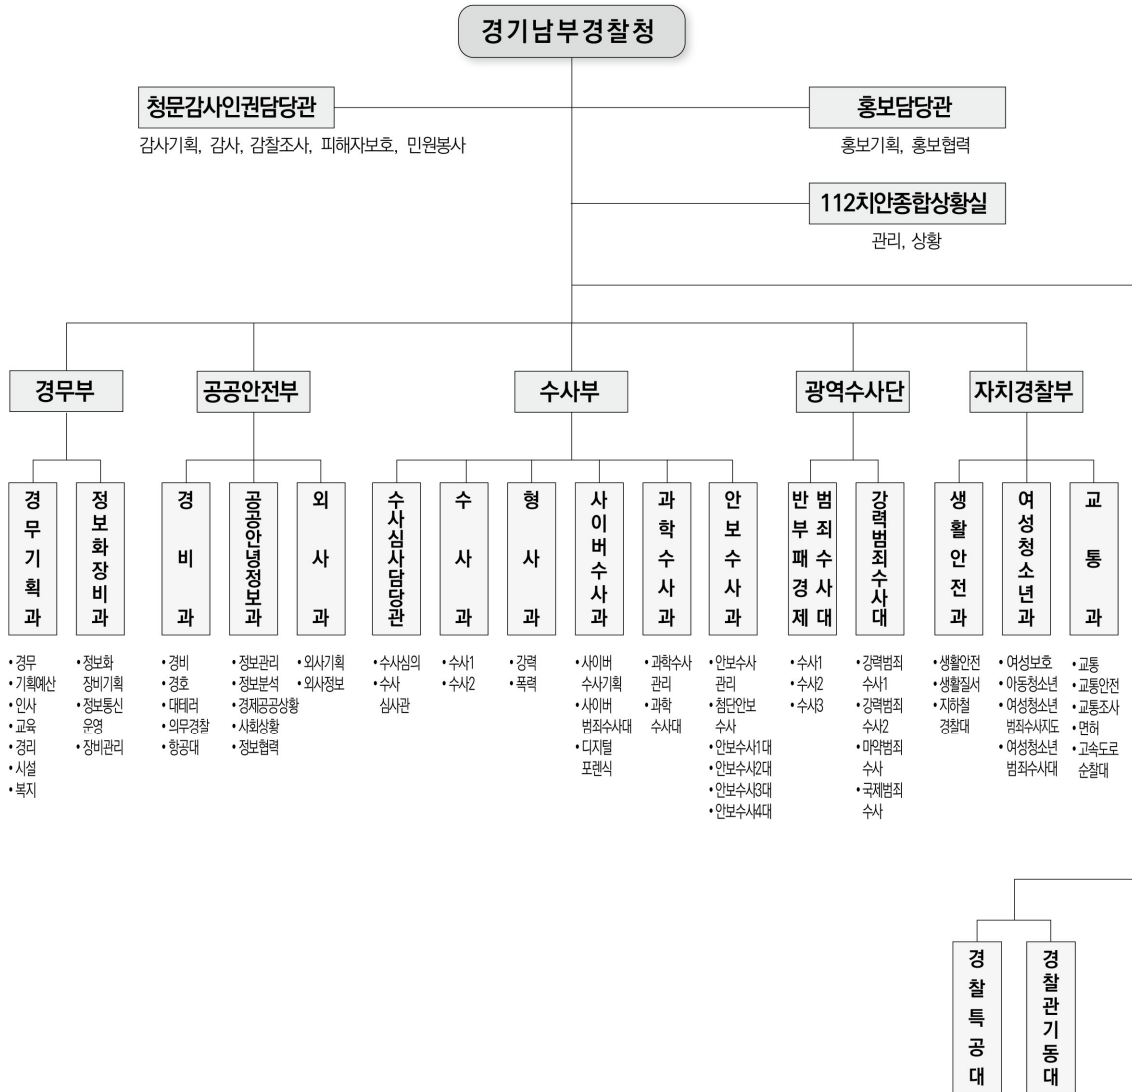 경기남부경찰청
청문감사인권담당관
감사기획, 감사, 감찰조사, 피해자보호, 민원봉사
홍보담당관
홍보기획, 홍보협력
112치안종합상황실
관리, 상황
경무부
공공안전부
수사부
광역수사단
자치경찰부
경무기획과
정보화장비과
경비과
공공안녕정보과
외사과
수사심사담당관
수사과
형사과
사이버수사과
과학수사과
안보수사과
반부패경제
범죄수사대
강력범죄수사대
생활안전과
여성청소년과
교통과
• 경무
• 기획예산
• 인사
• 교육
• 경리
• 시설
• 복지
• 정보화
장비기획
• 정보통신
운영
• 장비관리
• 경비
• 경호
• 대테러
• 의무경찰
• 항공대
• 정보관리
• 정보분석
• 경제공공상황
• 사회상황
• 정보협력
• 외사기획
• 외사정보
• 수사심의
• 수사
심사관
• 수사1
• 수사2
• 강력
• 폭력
• 사이버
수사기획
• 사이버
범죄수사대
• 디지털
포렌식
• 과학수사
관리
• 과학
수사대
• 안보수사
관리
• 첨단안보
수사
• 안보수사1대
• 안보수사2대
• 안보수사3대
• 안보수사4대
• 수사1
• 수사2
• 수사3
• 강력범죄
수사1
• 강력범죄
수사2
• 마약범죄
수사
• 국제범죄
수사
• 생활안전
• 생활질서
• 지하철
경찰대
• 여성보호
• 아동청소년
• 여성청소년
범죄수사지도
• 여성청소년
범죄수사대
• 교통
• 교통안전
• 교통조사
• 면허
• 고속도로
순찰대
경찰특공대
경찰관기동대